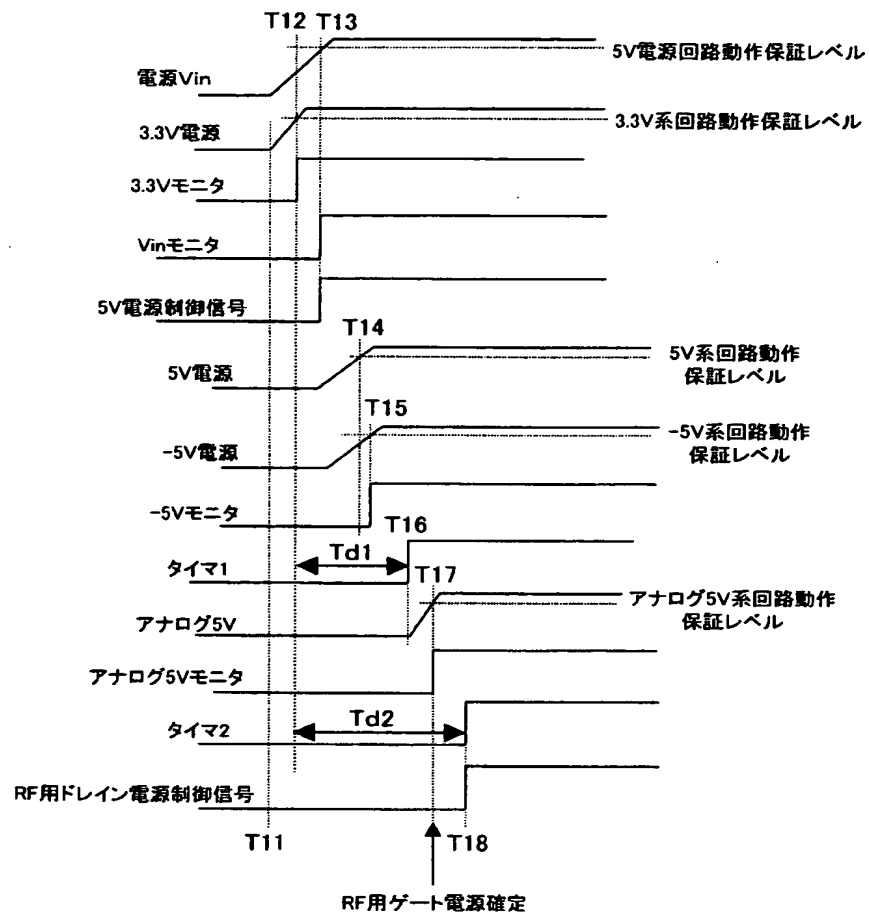 T12 T13
5V電源回路動作保証レベル
電源Vin
3.3V電源
3.3V系回路動作保証レベル
3.3Vモニタ
Vinモニタ
5V電源制御信号
T14
5V系回路動作
保証レベル
5V電源
T15
-5V系回路動作
保証レベル
-5V電源
-5Vモニタ
T16
Td1
タイマ1
T17
アナログ5V系回路動作
保証レベル
アナログ5V
アナログ5Vモニタ
Td2
タイマ2
RF用ドレイン電源制御信号
T11
T18
RF用ゲート電源確定